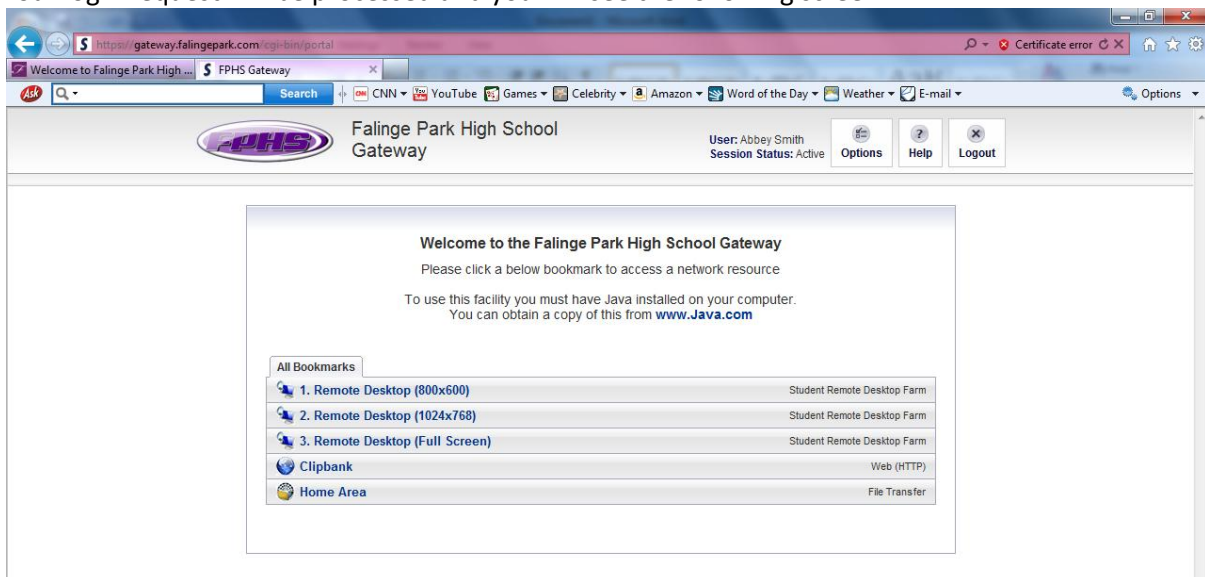 https://gateway.falingepark.com/cgi-bin/portal
Certificate error
Welcome to Falinge Park High ...
FPHS Gateway
Ask
Search
CNN
YouTube
Games
Celebrity
Amazon
Word of the Day
Weather
E-mail
Options
FPHS
Falinge Park High School
Gateway
User: Abbey Smith
Session Status: Active
Options
Help
Logout
Welcome to the Falinge Park High School Gateway
Please click a below bookmark to access a network resource
To use this facility you must have Java installed on your computer.
You can obtain a copy of this from www.Java.com
All Bookmarks
1. Remote Desktop (800x600) Student Remote Desktop Farm
2. Remote Desktop (1024x768) Student Remote Desktop Farm
3. Remote Desktop (Full Screen) Student Remote Desktop Farm
Clipbank Web (HTTP)
Home Area File Transfer